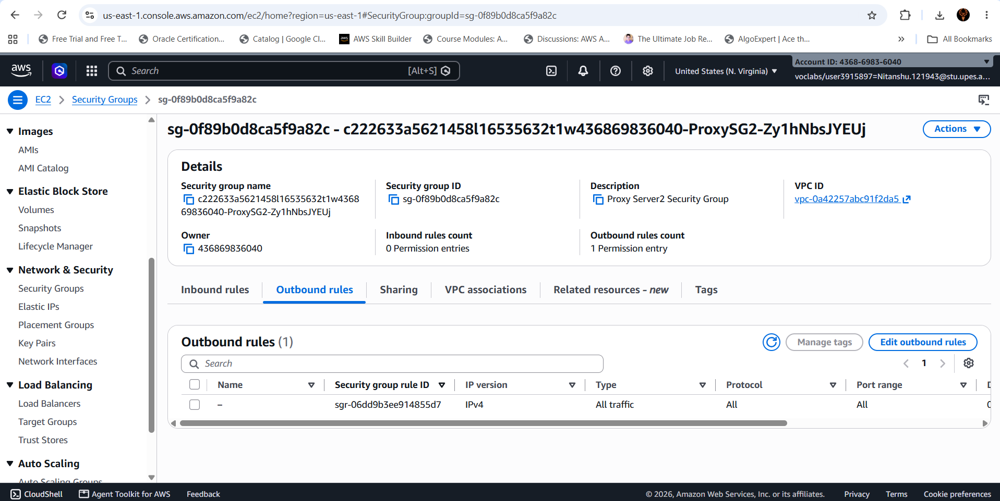 us-east-1.console.aws.amazon.com/ec2/home?region=us-east-1#SecurityGroup:groupId=sg-0f89b0d8ca5f9a82c
Free Trial and Free T... Oracle Certification... Catalog | Google Cl... aws AWS Skill Builder Course Modules: A... Discussions: AWS A... The Ultimate Job Re... AlgoExpert | Ace th... » All Bookmarks
aws Search [Alt+S] United States (N. Virginia) Account ID: 4368-6983-6040
voclabs/user3915897=Nitanshu.121943@stu.upes.a...
EC2 Security Groups sg-0f89b0d8ca5f9a82c
Images
AMIs
AMI Catalog
Elastic Block Store
Volumes
Snapshots
Lifecycle Manager
Network & Security
Security Groups
Elastic IPs
Placement Groups
Key Pairs
Network Interfaces
Load Balancing
Load Balancers
Target Groups
Trust Stores
Auto Scaling
Auto Scaling Groups
sg-0f89b0d8ca5f9a82c - c222633a5621458l16535632t1w436869836040-ProxySG2-Zy1hNbsJYEUj
Actions
Details
Security group name
c222633a5621458l16535632t1w4368
69836040-ProxySG2-Zy1hNbsJYEUj
Security group ID
sg-0f89b0d8ca5f9a82c
Description
Proxy Server2 Security Group
VPC ID
vpc-0a42257abc91f2da5
Owner
436869836040
Inbound rules count
0 Permission entries
Outbound rules count
1 Permission entry
Inbound rules Outbound rules Sharing VPC associations Related resources - new Tags
Outbound rules (1)
Manage tags Edit outbound rules
Search
1
Name Security group rule ID IP version Type Protocol Port range
– sgr-06dd9b3ee914855d7 IPv4 All traffic All All
CloudShell Agent Toolkit for AWS Feedback © 2026, Amazon Web Services, Inc. or its affiliates. Privacy Terms Cookie preferences